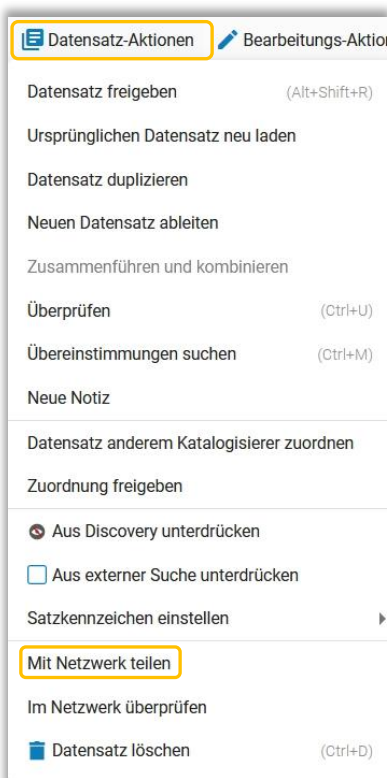 Datensatz-Aktionen Bearbeitungs-Aktio
Datensatz freigeben (Alt+Shift+R)
Ursprünglichen Datensatz neu laden
Datensatz duplizieren
Neuen Datensatz ableiten
Zusammenführen und kombinieren
Überprüfen (Ctrl+U)
Übereinstimmungen suchen (Ctrl+M)
Neue Notiz
Datensatz anderem Katalogisierer zuordnen
Zuordnung freigeben
Aus Discovery unterdrücken
Aus externer Suche unterdrücken
Satzkennzeichen einstellen
Mit Netzwerk teilen
Im Netzwerk überprüfen
Datensatz löschen (Ctrl+D)